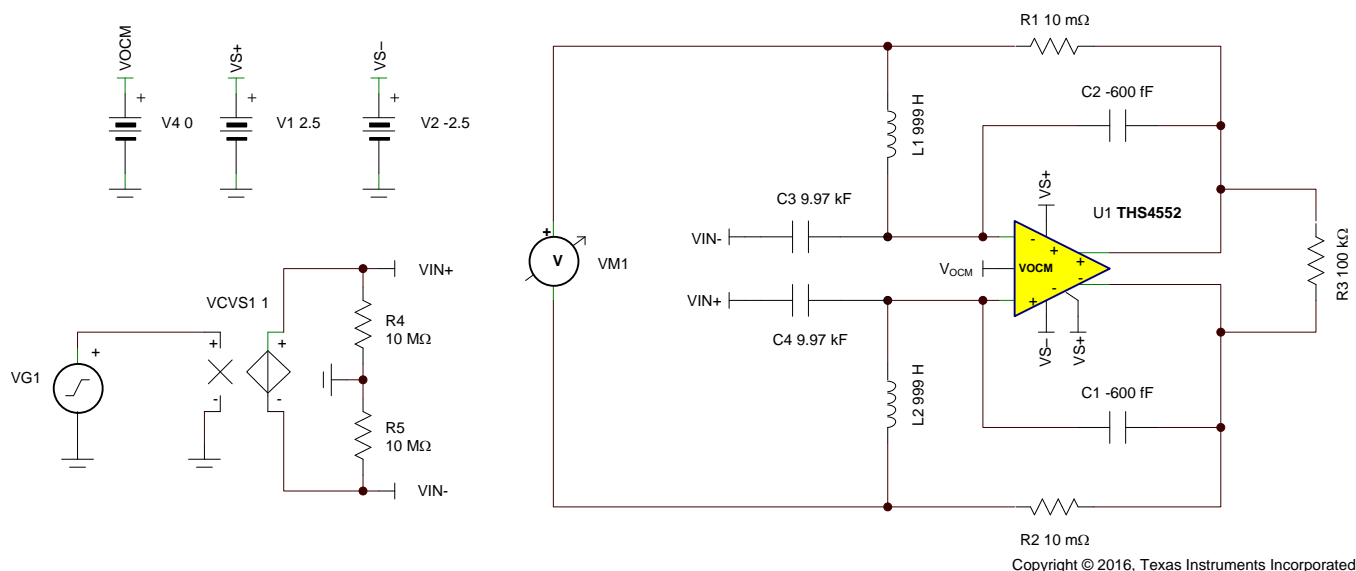 VOCM
V4 0
VS+
V1 2.5
VS–
V2 -2.5
+
+
+
R1 10 mΩ
C2 -600 fF
L1 999 H
C3 9.97 kF
VIN-
VS+
U1 THS4552
-
+
+
VOCM
VOCM
-
-
+
VIN+
C4 9.97 kF
VS–
VS+
R3 100 kΩ
+
V
VM1
L2 999 H
C1 -600 fF
R2 10 mΩ
VCVS1 1
VIN+
R4
10 MΩ
VG1
+
+
+
-
-
R5
10 MΩ
VIN-
Copyright © 2016, Texas Instruments Incorporated